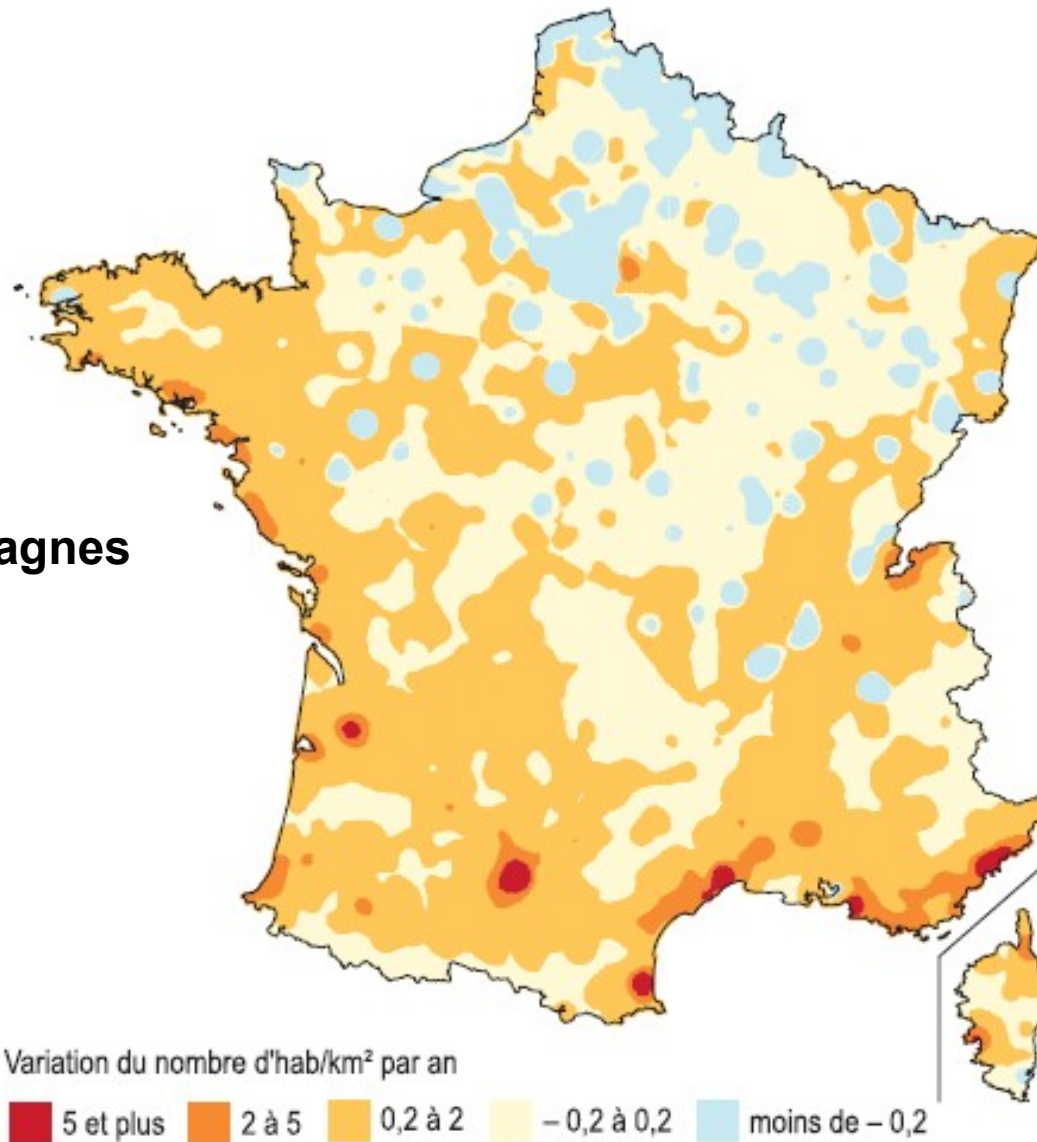 agnes
Variation du nombre d'hab/km² par an
5 et plus 2 à 5 0,2 à 2 – 0,2 à 0,2 moins de – 0,2